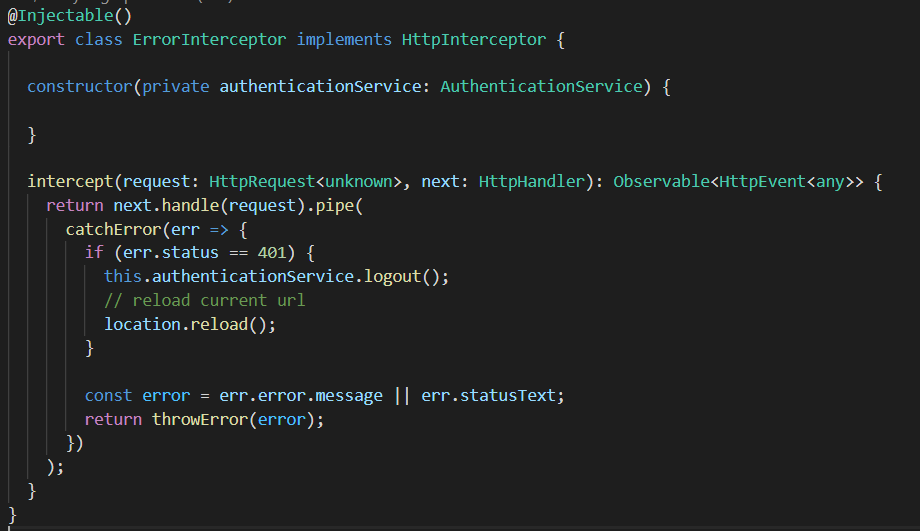 @Injectable()
export class ErrorInterceptor implements HttpInterceptor {
constructor(private authenticationService: AuthenticationService) {
}
intercept(request: HttpRequest<unknown>, next: HttpHandler): Observable<HttpEvent<any>> {
return next.handle(request).pipe(
catchError(err => {
if (err.status == 401) {
this.authenticationService.logout();
// reload current url
location.reload();
}
const error = err.error.message || err.statusText;
return throwError(error);
})
);
}
}